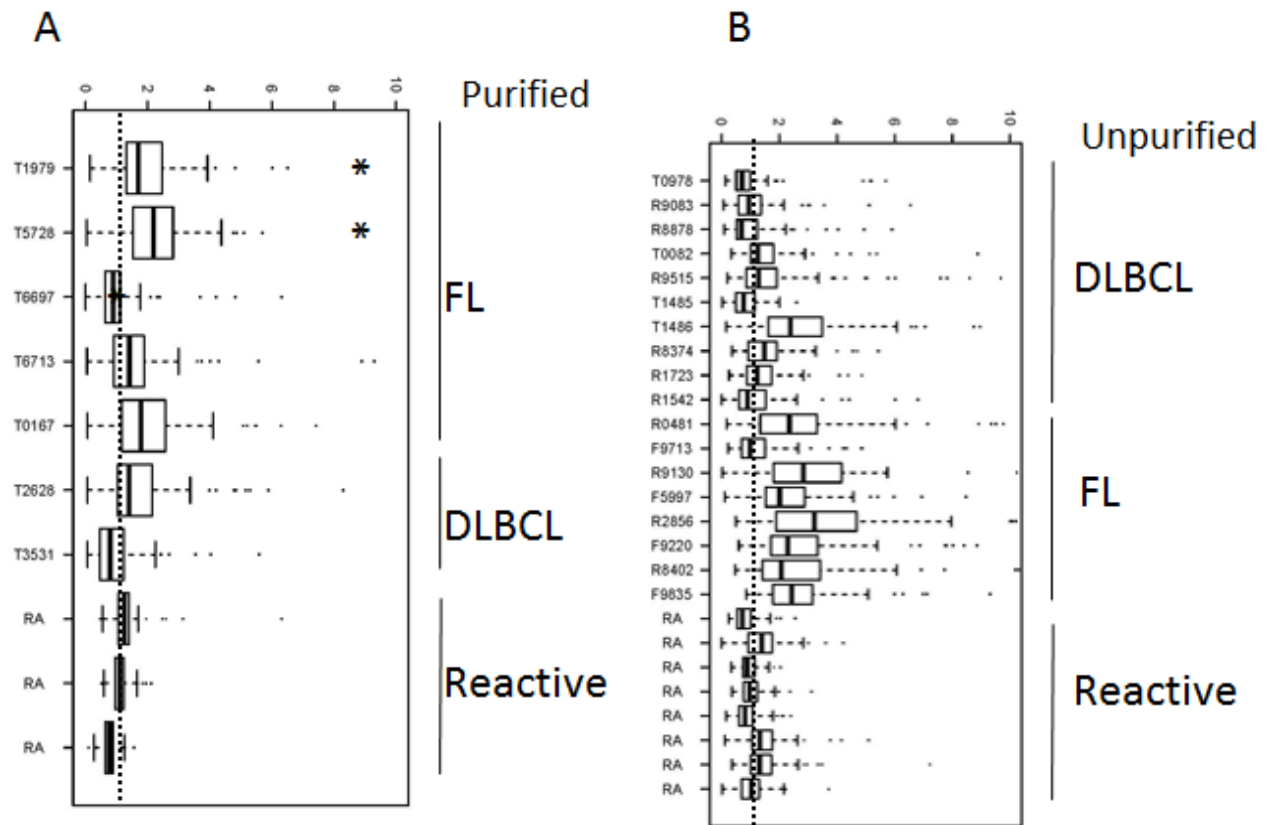 A
B
0 2 4 6 8 10
Purified
0 2 4 6 8 10
Unpurified
T1979 *
T5728 *
T6697
T6713
T0167
FL
T2628
T3531
DLBCL
RA
RA
RA
Reactive
T0978
R9083
R8878
T0082
R9515
T1485
T1486
R8374
R1723
R1542
DLBCL
R0481
F9713
R9130
F5997
R2856
F9220
R8402
F9835
FL
RA
RA
RA
RA
RA
RA
RA
RA
Reactive